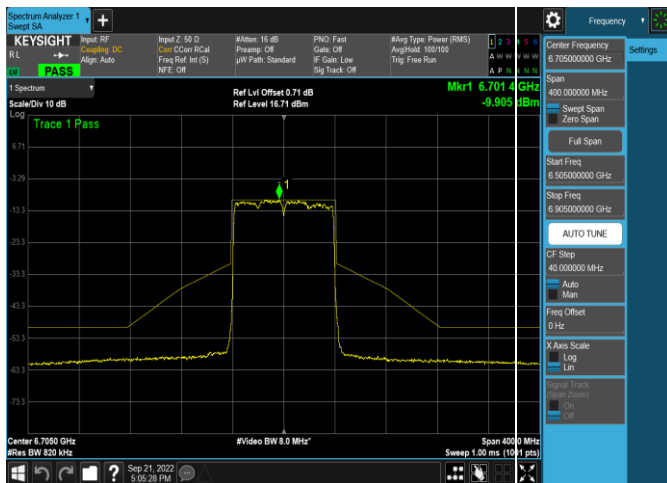 Spectrum Analyzer 1
Swept SA
Frequency
KEYSIGHT
Input: RF
Coupling: DC
Align: Auto
Input Z: 50 Ω
Corr CCorr RCal
Freq Ref: Int (S)
NFE: Off
#Atten: 16 dB
Preamp: Off
µW Path: Standard
PNO: Fast
Gate: Off
IF Gain: Low
Sig Track: Off
#Avg Type: Power (RMS)
Avg|Hold: 100/100
Trig: Free Run
1 2 3 4 5 6
A W W W W W
A P N N N N
R L
PASS
1 Spectrum
Scale/Div 10 dB
Ref Lvl Offset 0.71 dB
Ref Level 16.71 dBm
Mkr1 6.701 4 GHz
-9.905 dBm
Log
Trace 1 Pass
1
6.71
-3.29
-13.3
-23.3
-33.3
-43.3
-53.3
-63.3
-73.3
Center 6.7050 GHz
#Res BW 820 kHz
#Video BW 8.0 MHz*
Span 400.0 MHz
Sweep 1.00 ms (1001 pts)
Sep 21, 2022
5:05:28 PM
Settings
Center Frequency
6.705000000 GHz
Span
400.000000 MHz
Swept Span
Zero Span
Full Span
Start Freq
6.505000000 GHz
Stop Freq
6.905000000 GHz
AUTO TUNE
CF Step
40.000000 MHz
Auto
Man
Freq Offset
0 Hz
X Axis Scale
Log
Lin
Signal Track
(Span Zoom)
On
Off